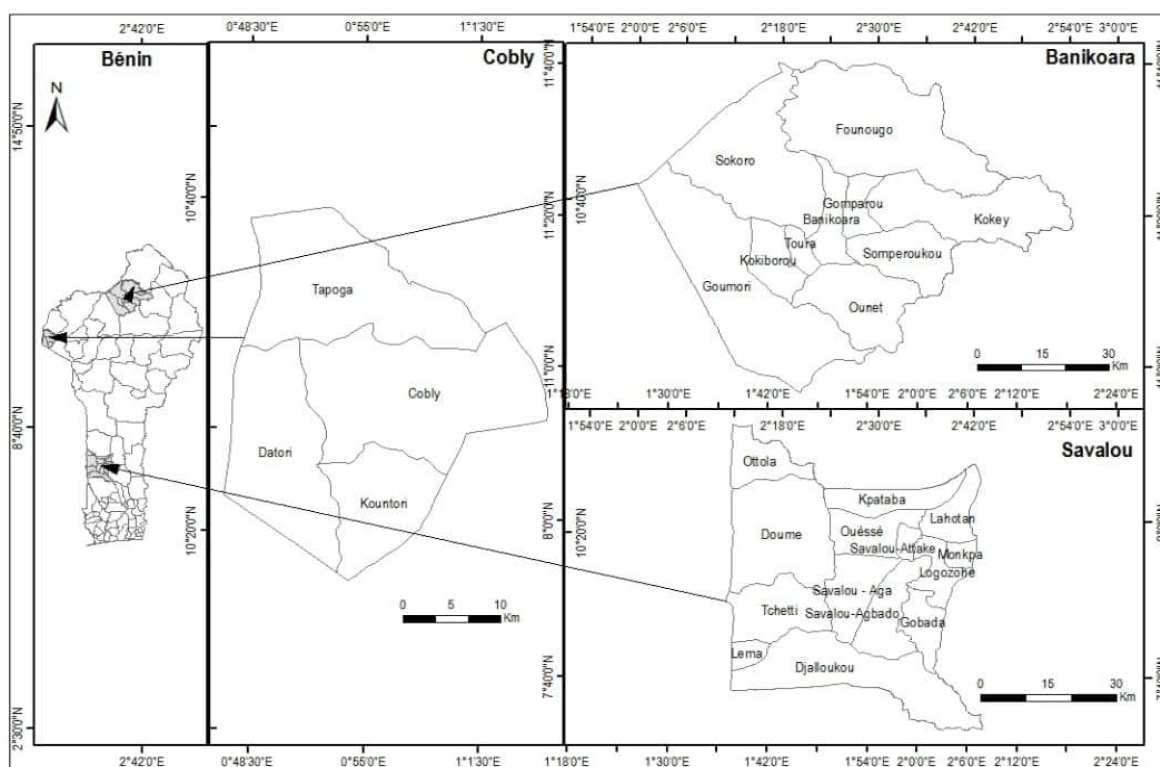 2°42'0"E
0°48'30"E
0°55'0"E
1°1'30"E
1°54'0"E
2°0'0"E
2°6'0"E
2°18'0"E
2°30'0"E
2°42'0"E
2°54'0"E
3°0'0"E
Bénin
Cobly
Banikoara
N
14°50'0"N
8°40'0"N
2°30'0"N
10°40'0"N
10°20'0"N
11°40'0"N
11°20'0"N
11°0'0"N
10°40'0"N
Founougo
Sokoro
Gomparou
Banikoara
Kokey
Toura
Kokiborou
Somperoukou
Goumori
Ounet
0 15 30
Km
Tapoga
Cobly
Datori
Kountori
0 5 10
Km
1°18'0"E
1°30'0"E
1°42'0"E
1°54'0"E
2°0'0"E
2°6'0"E
2°12'0"E
2°24'0"E
1°54'0"E
2°0'0"E
2°6'0"E
2°18'0"E
2°30'0"E
2°42'0"E
2°54'0"E
3°0'0"E
Savalou
8°0'0"N
7°40'0"N
10°20'0"N
Ottola
Kpataba
Lahotan
Doume
Ouèssè
Savalou-Attake
Monkpa
Logozohe
Savalou - Aga
Tchetti
Savalou-Agbado
Gobada
Lema
Djalloukou
0 15 30
Km
2°42'0"E
0°48'30"E
0°55'0"E
1°1'30"E
1°18'0"E
1°30'0"E
1°42'0"E
1°54'0"E
2°0'0"E
2°6'0"E
2°12'0"E
2°24'0"E